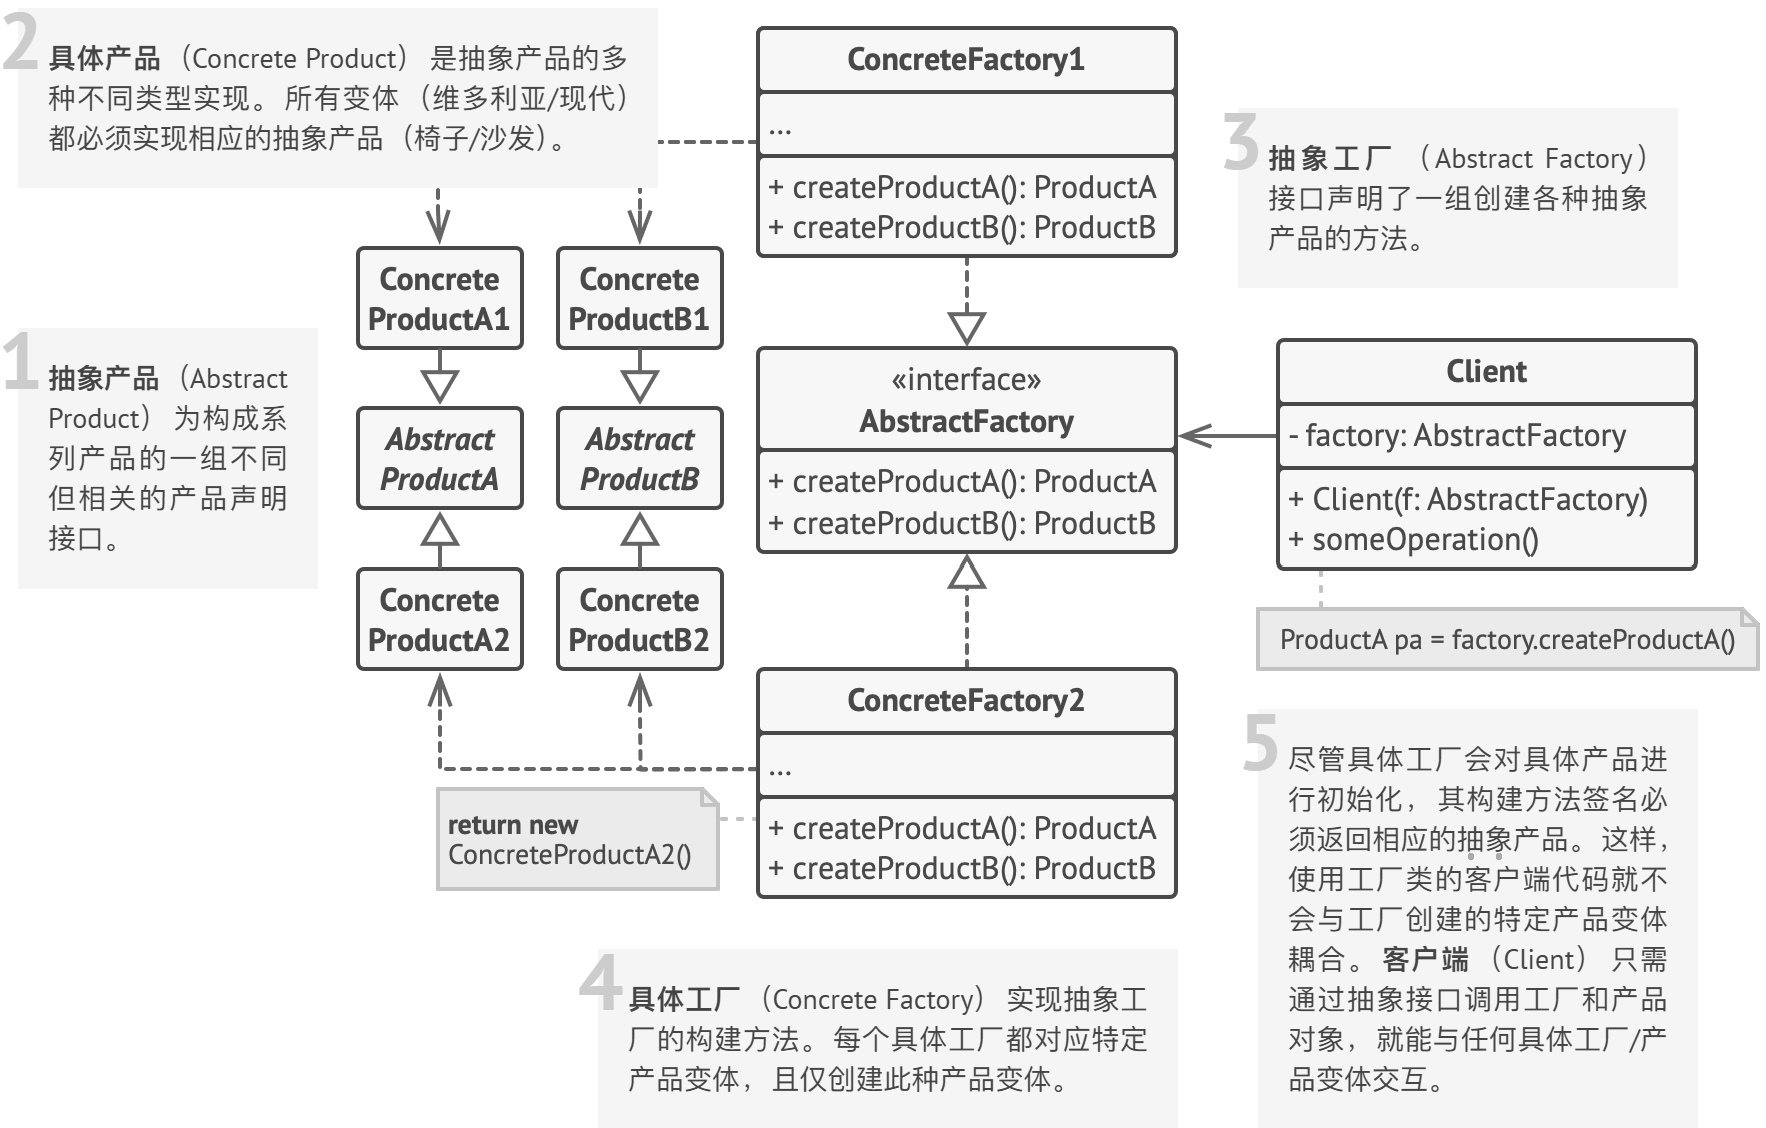 2
具体产品（Concrete Product）是抽象产品的多
种不同类型实现。所有变体（维多利亚/现代）
都必须实现相应的抽象产品（椅子/沙发）。
ConcreteFactory1
...
+ createProductA(): ProductA
+ createProductB(): ProductB
3
抽象工厂（Abstract Factory）
接口声明了一组创建各种抽象
产品的方法。
Concrete
ProductA1
Concrete
ProductB1
1
抽象产品（Abstract
Product）为构成系
列产品的一组不同
但相关的产品声明
接口。
Abstract
ProductA
Abstract
ProductB
«interface»
AbstractFactory
+ createProductA(): ProductA
+ createProductB(): ProductB
Client
- factory: AbstractFactory
+ Client(f: AbstractFactory)
+ someOperation()
ProductA pa = factory.createProductA()
Concrete
ProductA2
Concrete
ProductB2
ConcreteFactory2
...
+ createProductA(): ProductA
+ createProductB(): ProductB
return new
ConcreteProductA2()
4
具体工厂（Concrete Factory）实现抽象工
厂的构建方法。每个具体工厂都对应特定
产品变体，且仅创建此种产品变体。
5
尽管具体工厂会对具体产品进
行初始化，其构建方法签名必
须返回相应的抽象产品。这样，
使用工厂类的客户端代码就不
会与工厂创建的特定产品变体
耦合。客户端（Client）只需
通过抽象接口调用工厂和产品
对象，就能与任何具体工厂/产
品变体交互。